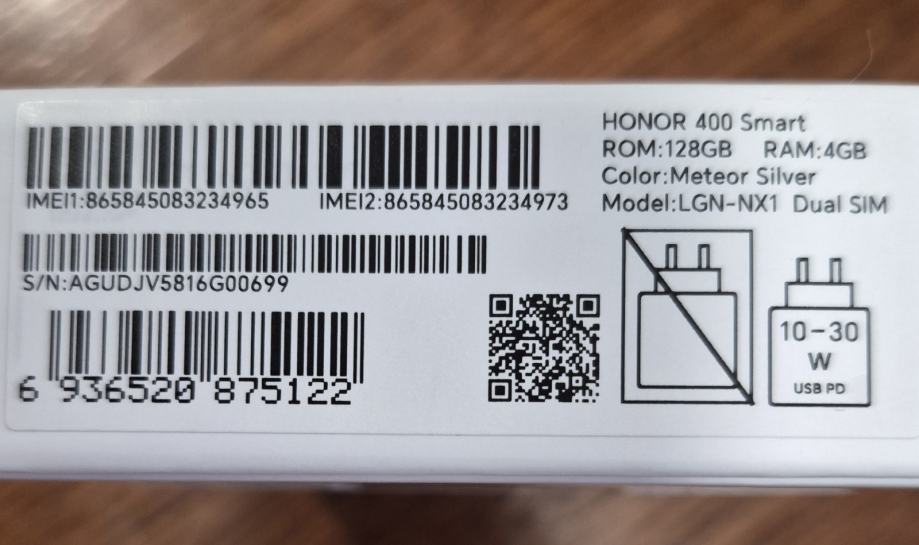 IMEI1:865845083234965
IMEI2:865845083234973
S/N:AGUDJV5816G00699
6 936520 875122
HONOR 400 Smart
ROM:128GB RAM:4GB
Color:Meteor Silver
Model:LGN-NX1 Dual SIM
10-30
W
USB PD